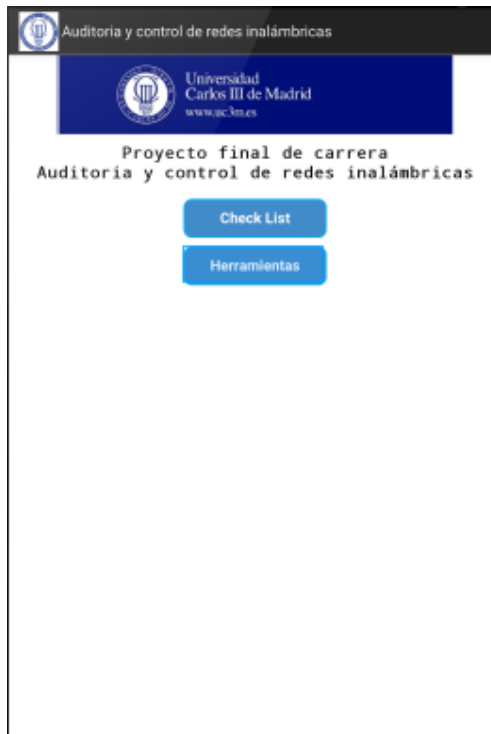 Auditoria y control de redes inalámbricas
Universidad
Carlos III de Madrid
www.uc3m.es
Proyecto final de carrera
Auditoria y control de redes inalámbricas
Check List
Herramientas